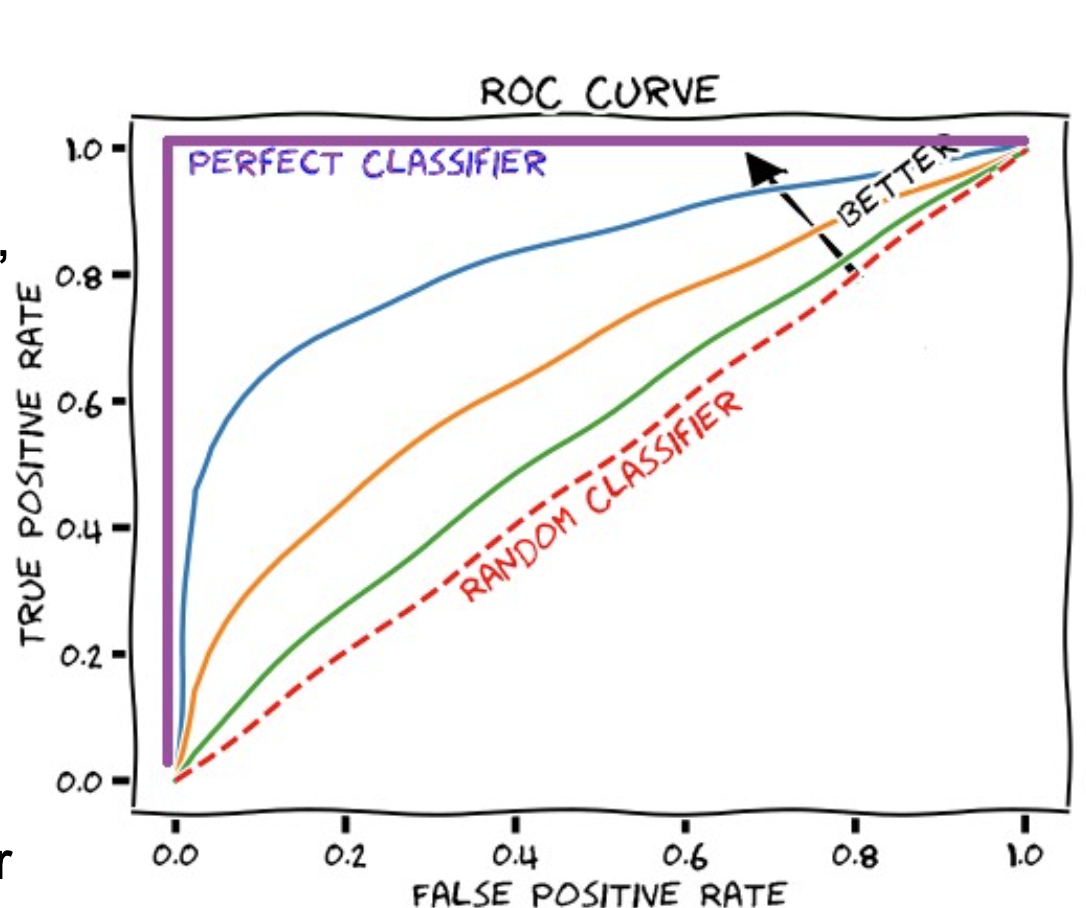 ROC CURVE
PERFECT CLASSIFIER
BETTER
RANDOM CLASSIFIER
TRUE POSITIVE RATE
1.0
0.8
0.6
0.4
0.2
0.0
0.0 0.2 0.4 0.6 0.8 1.0
FALSE POSITIVE RATE
,
r